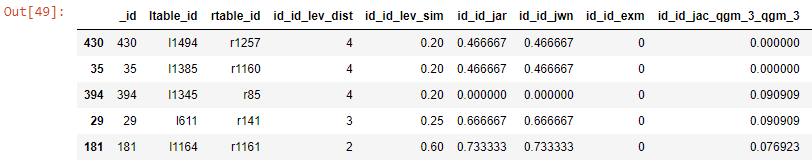 Out[49]:
_id ltable_id rtable_id id_id_lev_dist id_id_lev_sim id_id_jar id_id_jwn id_id_exm id_id_jac_qgm_3_qgm_3
430 430 l1494 r1257 4 0.20 0.466667 0.466667 0 0.000000
35 35 l1385 r1160 4 0.20 0.466667 0.466667 0 0.000000
394 394 l1345 r85 4 0.20 0.000000 0.000000 0 0.090909
29 29 l611 r141 3 0.25 0.666667 0.666667 0 0.090909
181 181 l1164 r1161 2 0.60 0.733333 0.733333 0 0.076923